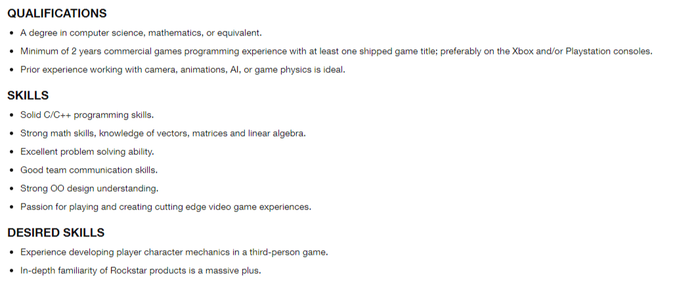 QUALIFICATIONS
• A degree in computer science, mathematics, or equivalent.
• Minimum of 2 years commercial games programming experience with at least one shipped game title; preferably on the Xbox and/or Playstation consoles.
• Prior experience working with camera, animations, AI, or game physics is ideal.
SKILLS
• Solid C/C++ programming skills.
• Strong math skills, knowledge of vectors, matrices and linear algebra.
• Excellent problem solving ability.
• Good team communication skills.
• Strong OO design understanding.
• Passion for playing and creating cutting edge video game experiences.
DESIRED SKILLS
• Experience developing player character mechanics in a third-person game.
• In-depth familiarity of Rockstar products is a massive plus.